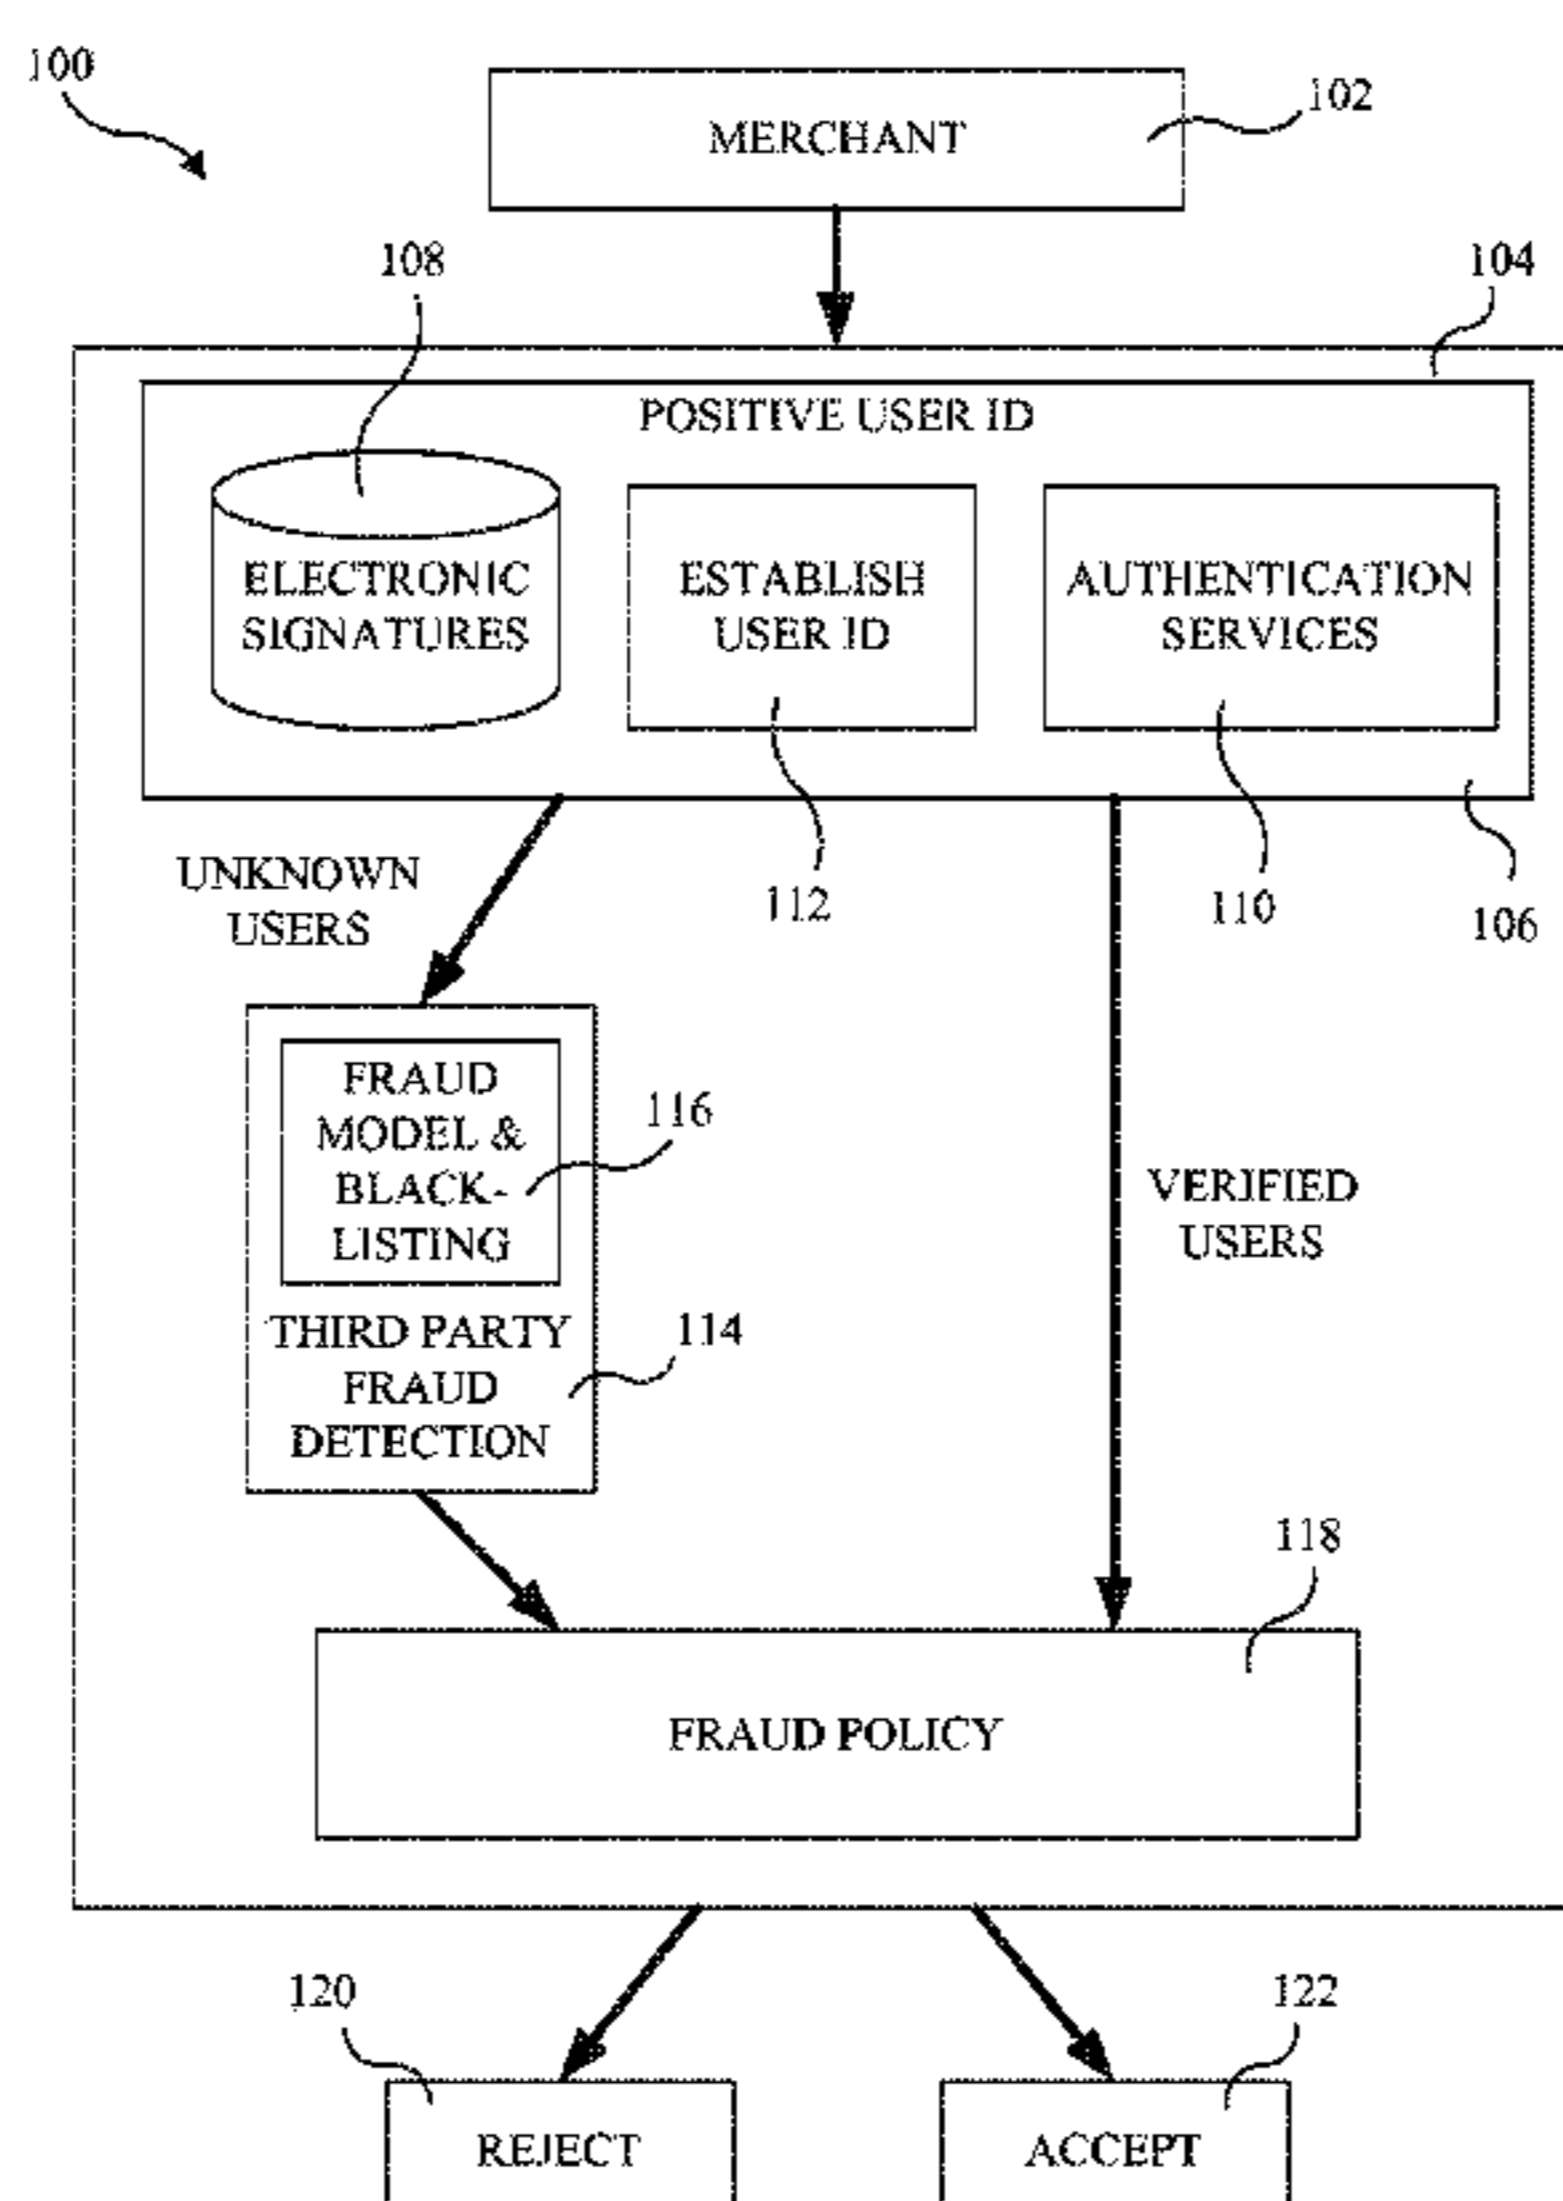 100
MERCHANT
102
108
104
POSITIVE USER ID
ELECTRONIC
SIGNATURES
ESTABLISH
USER ID
AUTHENTICATION
SERVICES
UNKNOWN
USERS
112
110
106
FRAUD
MODEL &
BLACK-
LISTING
116
THIRD PARTY
FRAUD
DETECTION
114
VERIFIED
USERS
118
FRAUD POLICY
120
122
REJECT
ACCEPT